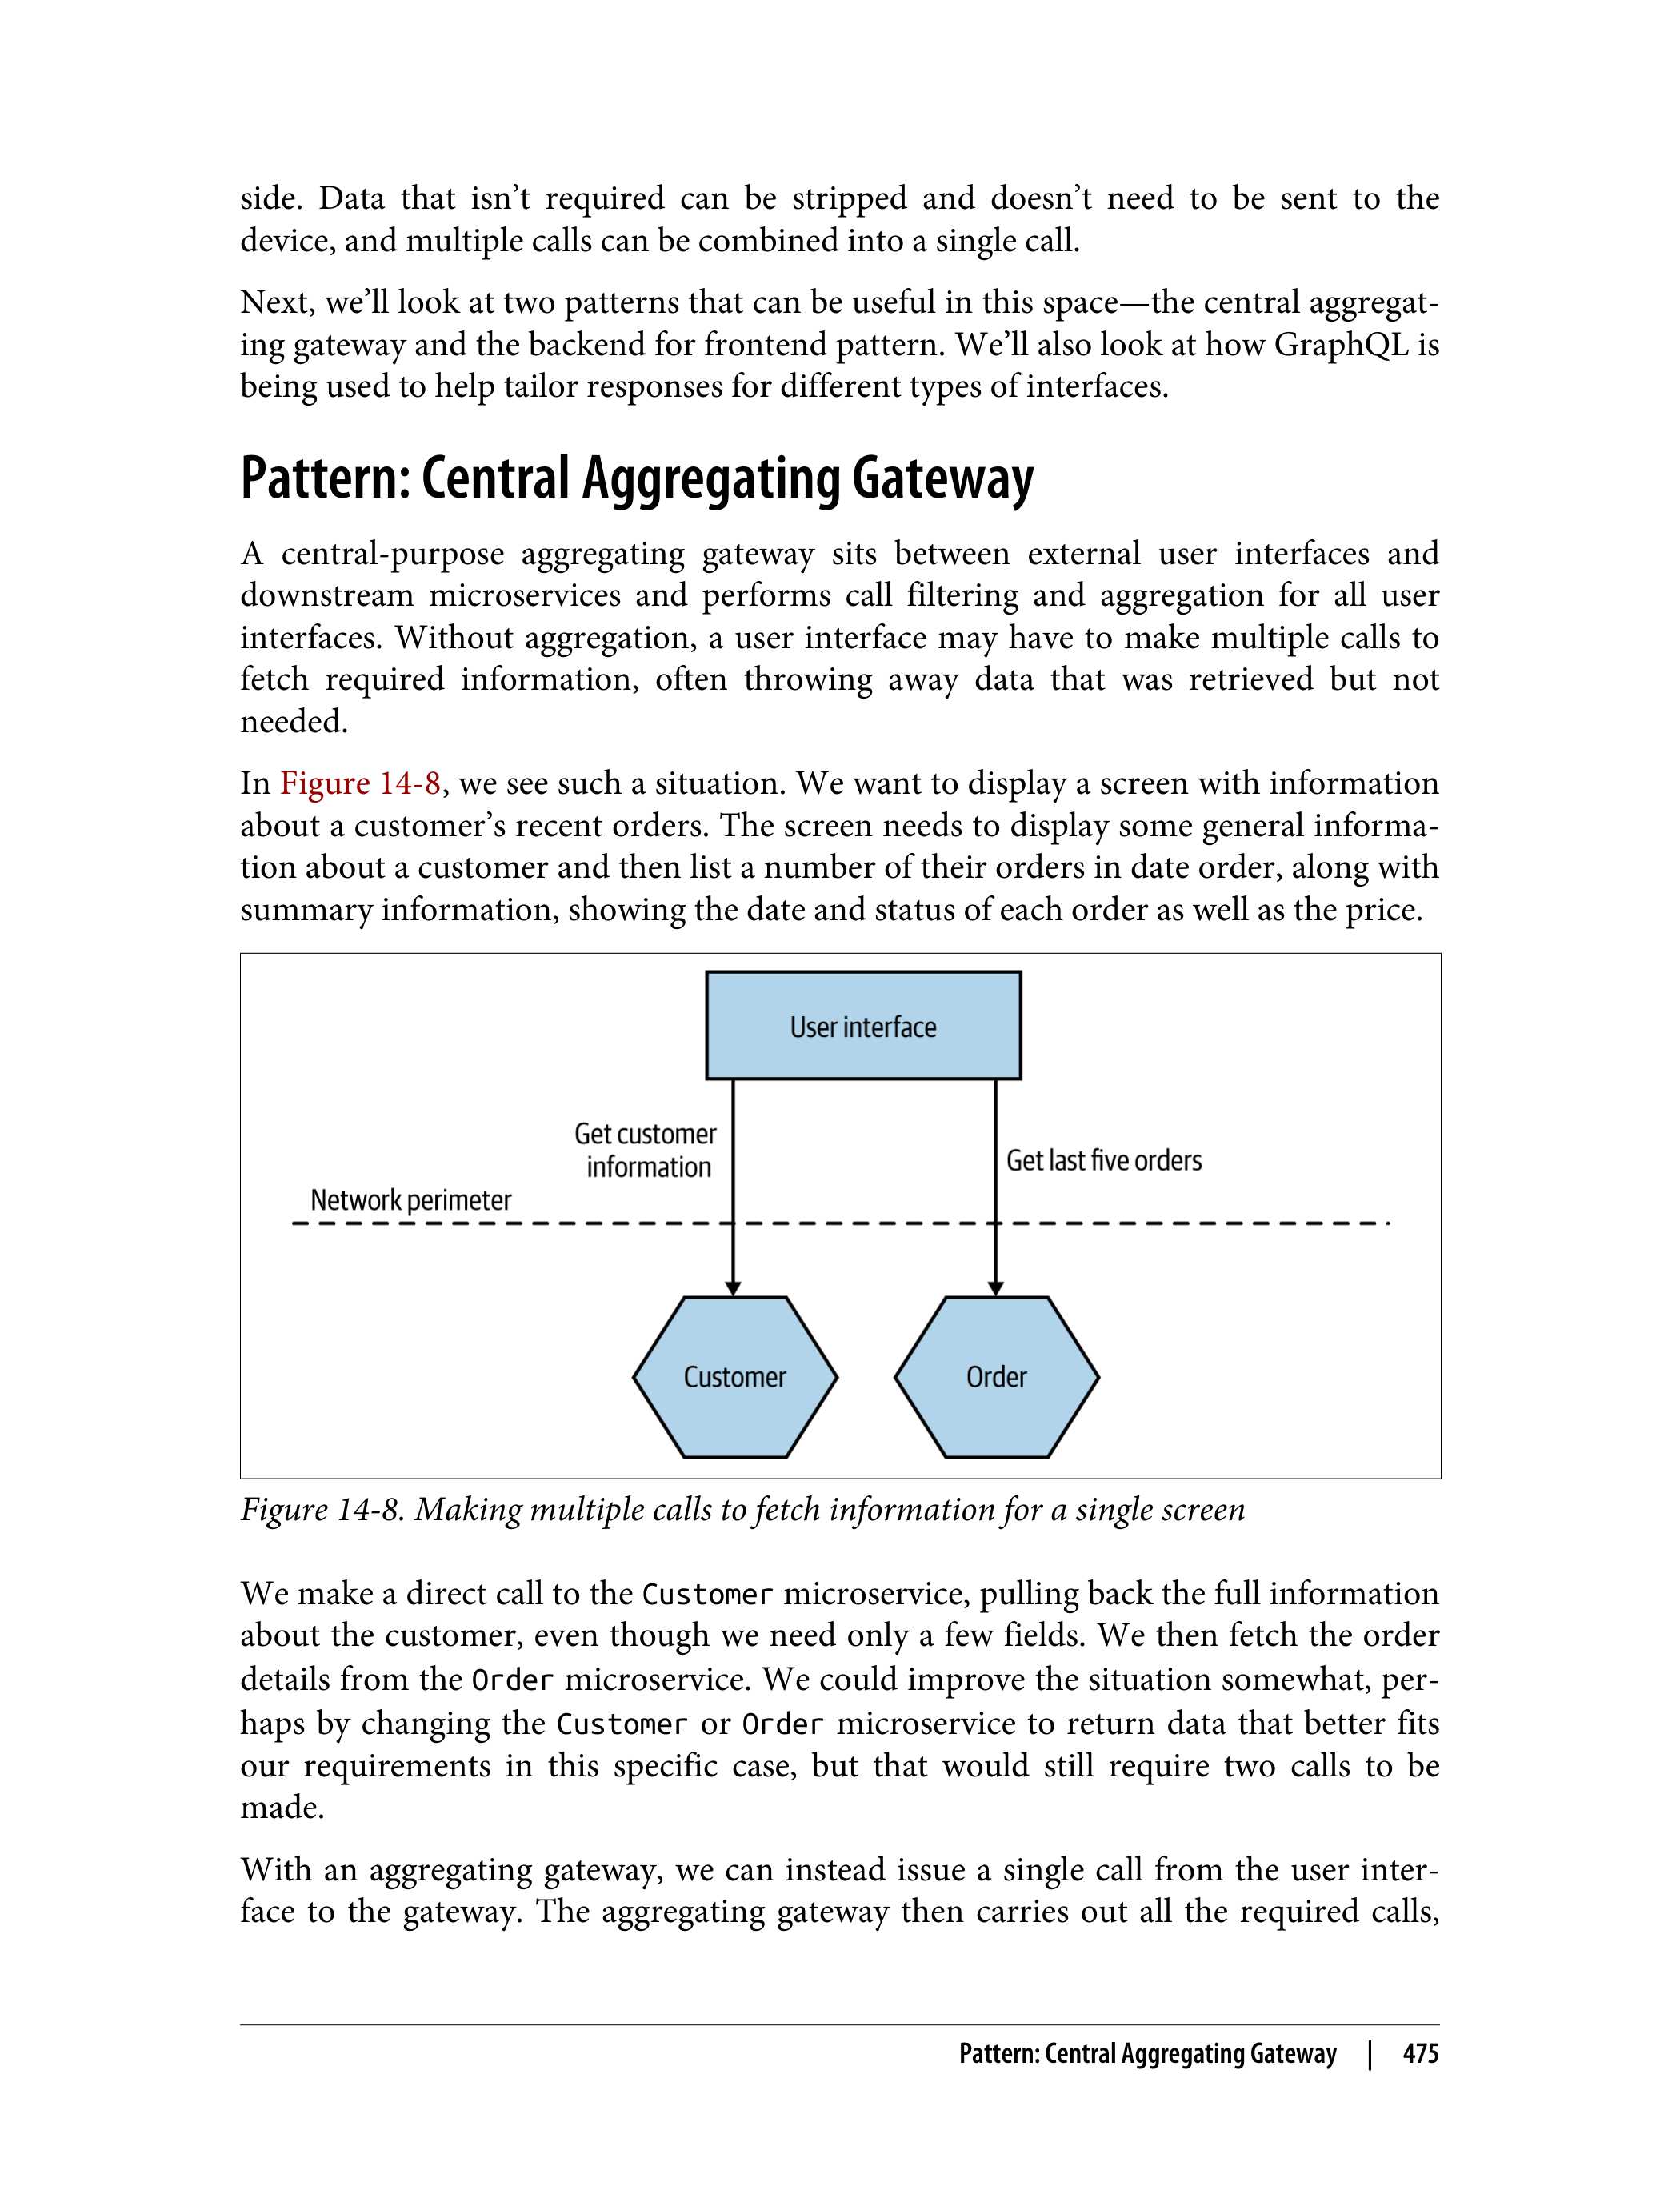 side. Data that isn’t required can be stripped and doesn’t need to be sent to the
device, and multiple calls can be combined into a single call.
Next, we’ll look at two patterns that can be useful in this space—the central aggregat-
ing gateway and the backend for frontend pattern. We’ll also look at how GraphQL is
being used to help tailor responses for different types of interfaces.
Pattern: Central Aggregating Gateway
A central-purpose aggregating gateway sits between external user interfaces and
downstream microservices and performs call filtering and aggregation for all user
interfaces. Without aggregation, a user interface may have to make multiple calls to
fetch required information, often throwing away data that was retrieved but not
needed.
In Figure 14-8, we see such a situation. We want to display a screen with information
about a customer’s recent orders. The screen needs to display some general informa-
tion about a customer and then list a number of their orders in date order, along with
summary information, showing the date and status of each order as well as the price.
User interface
Get customer
information
Get last five orders
Network perimeter
Customer
Order
Figure 14-8. Making multiple calls to fetch information for a single screen
We make a direct call to the Customer microservice, pulling back the full information
about the customer, even though we need only a few fields. We then fetch the order
details from the Order microservice. We could improve the situation somewhat, per-
haps by changing the Customer or Order microservice to return data that better fits
our requirements in this specific case, but that would still require two calls to be
made.
With an aggregating gateway, we can instead issue a single call from the user inter-
face to the gateway. The aggregating gateway then carries out all the required calls,
Pattern: Central Aggregating Gateway | 475